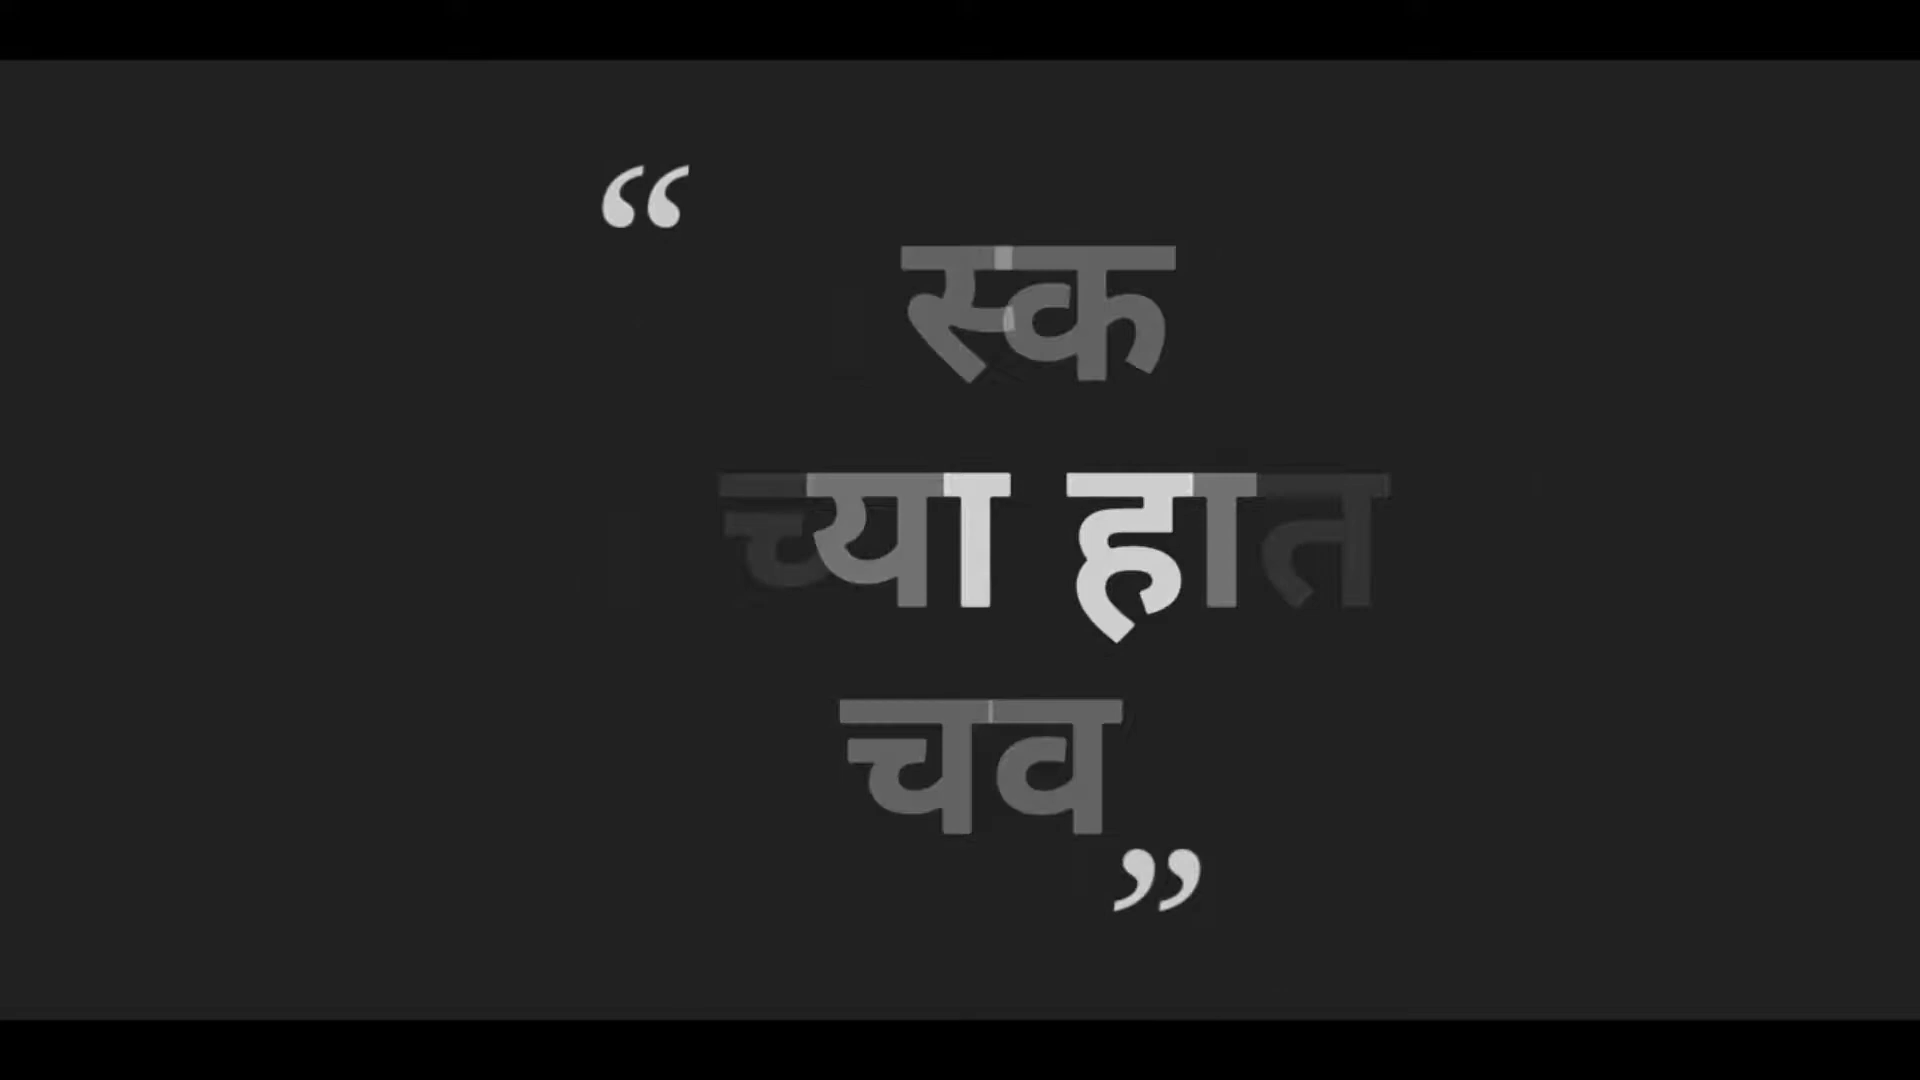 “
स्क
च्या हात
चव
”